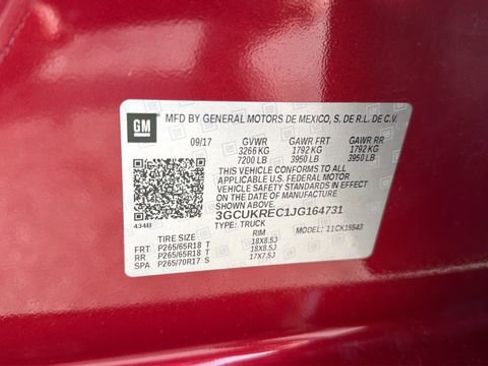 GM
MFD BY GENERAL MOTORS DE MEXICO, S. DE R.L. DE C.V.
09/17 GVWR GAWR FRT GAWR RR
3266 KG 1792 KG 1792 KG
7200 LB 3950 LB 3950 LB
THIS VEHICLE CONFORMS TO ALL
APPLICABLE U.S. FEDERAL MOTOR
VEHICLE SAFETY STANDARDS IN EFFECT ON
THE DATE OF MANUFACTURE
SHOWN ABOVE.
3GCUKREC1JG164731
TYPE: TRUCK MODEL: 11CK15543
434B
TIRE SIZE RIM
FRT P265/65R18 T 18X8.5J
RR P265/65R18 T 18X8.5J
SPA P265/70R17 S 17X7.5J